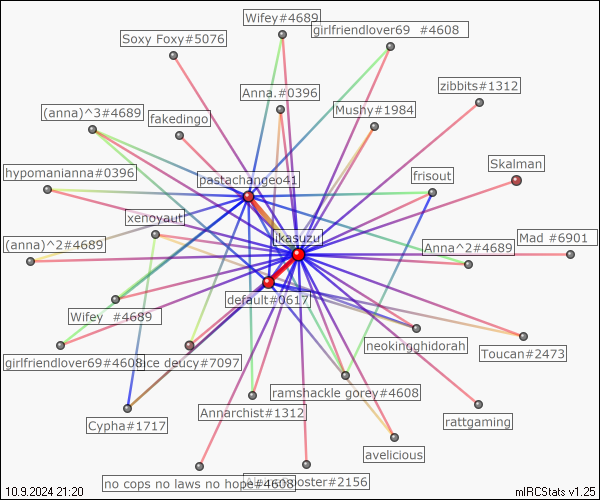 Wifey#4689
girlfriendlover69 #4608
Soxy Foxy#5076
zibbits#1312
Anna.#0396
(anna)^3#4689
Mushy#1984
fakedingo
Skalman
hypomanianna#0396
pastachangeo41
frisout
xenoyaut
ikasuzu
Mad #6901
(anna)^2#4689
Anna^2#4689
default#0617
Wifey #4689
neokingghidorah
Toucan#2473
girlfriendlover69#4608
ice deucy#7097
ramshackle gorey#4608
Annarchist#1312
rattgaming
Cypha#1717
avelicious
no cops no laws no hope#4608
ooster#2156
10.9.2024 21:20
mIRCStats v1.25